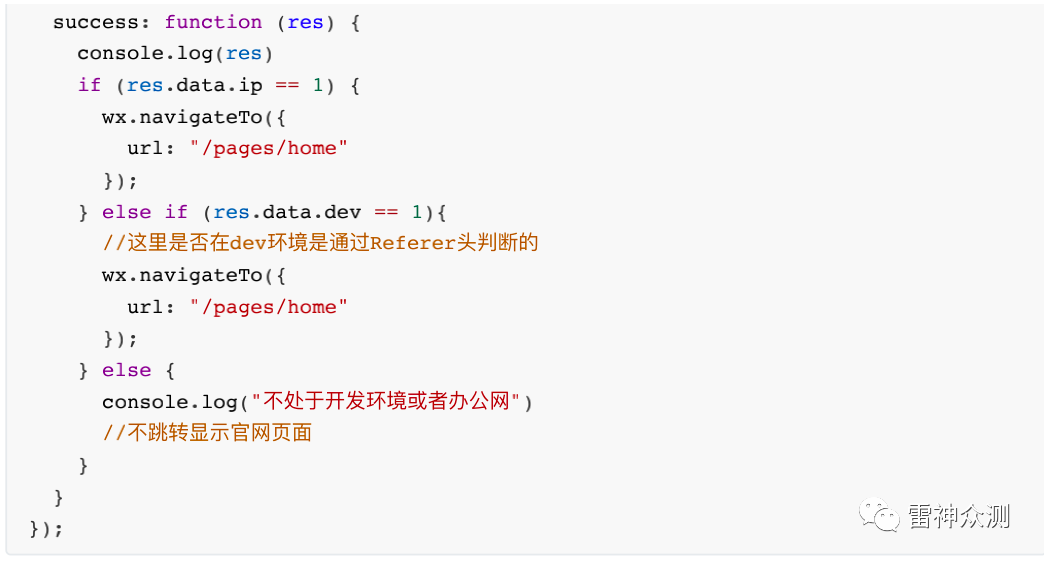 success: function (res) {
console.log(res)
if (res.data.ip == 1) {
wx.navigateTo({
url: "/pages/home"
});
} else if (res.data.dev == 1){
//这里是否在dev环境是通过Referer头判断的
wx.navigateTo({
url: "/pages/home"
});
} else {
console.log("不处于开发环境或者办公网")
//不跳转显示官网页面
}
}
});
雷神众测